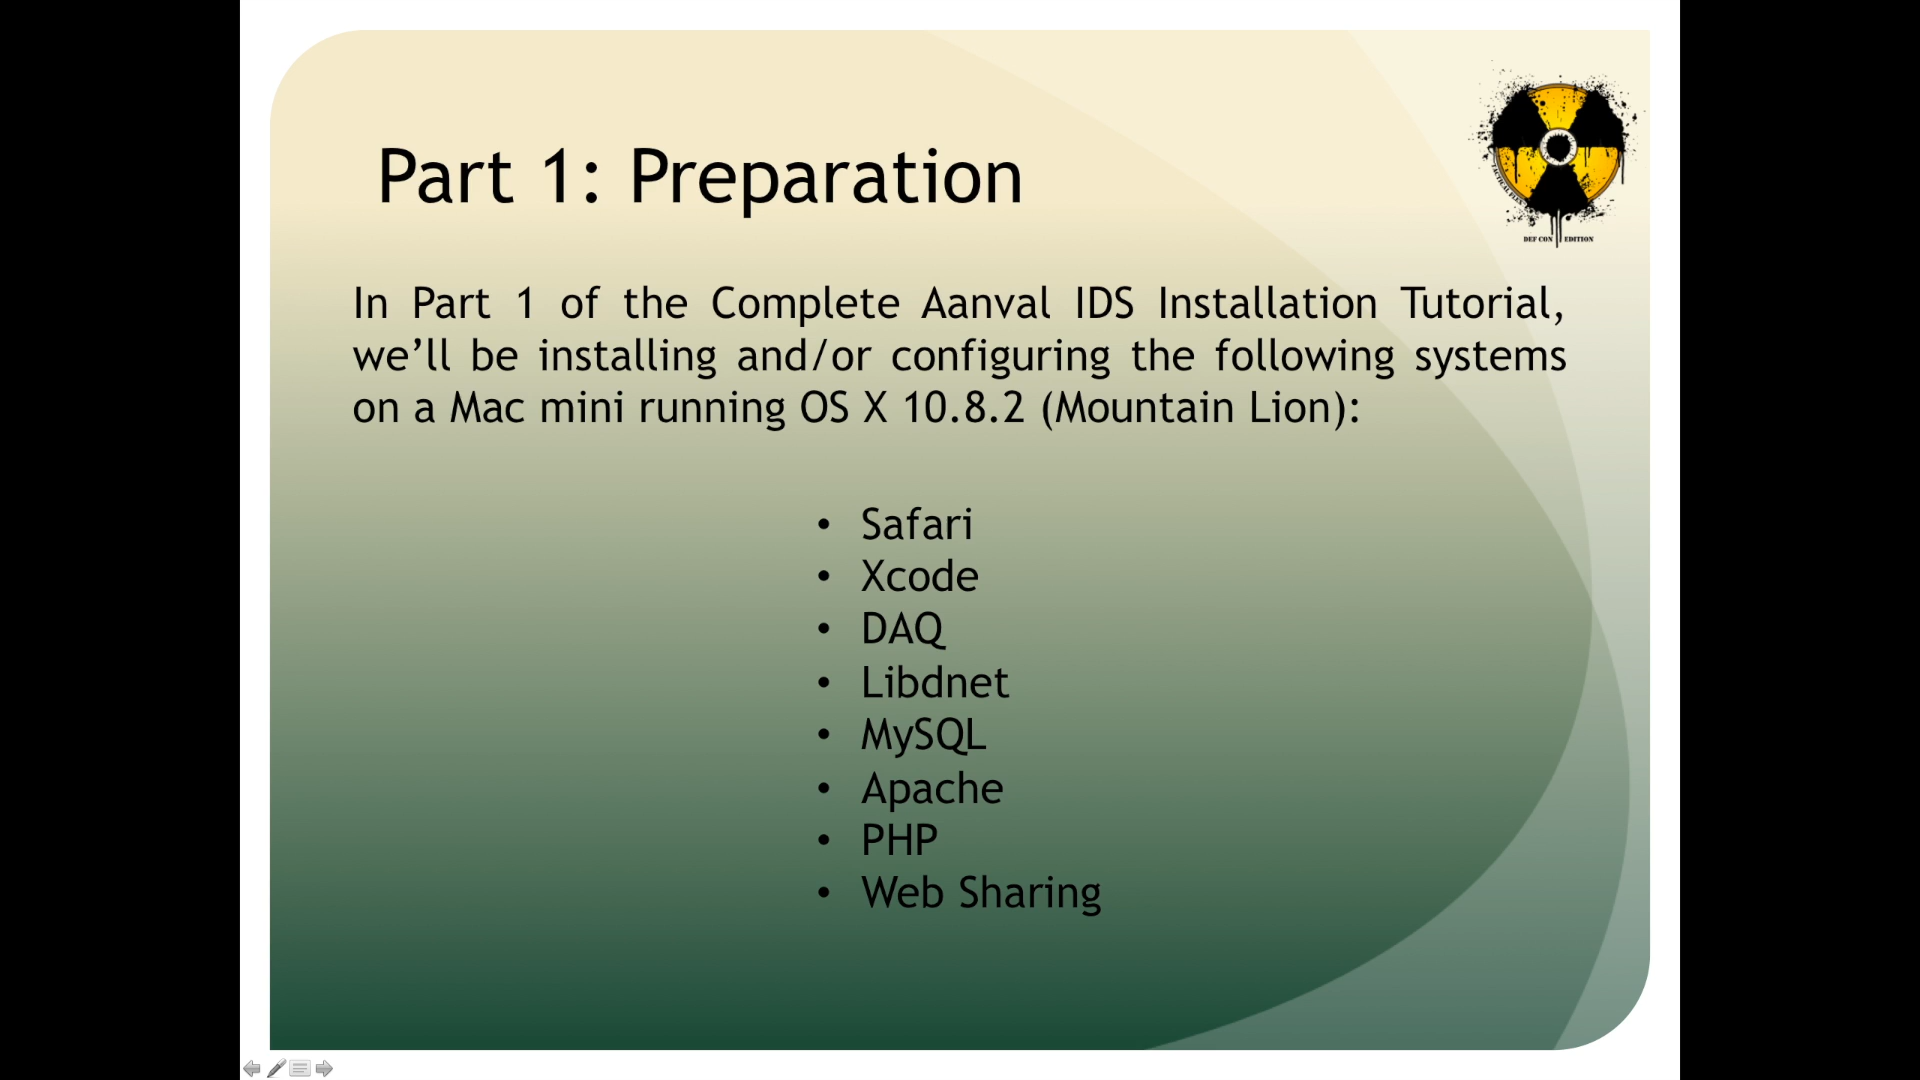 Part 1: Preparation
DEF CON EDITION
In Part 1 of the Complete Aanval IDS Installation Tutorial,
we’ll be installing and/or configuring the following systems
on a Mac mini running OS X 10.8.2 (Mountain Lion):
• Safari
• Xcode
• DAQ
• Libdnet
• MySQL
• Apache
• PHP
• Web Sharing